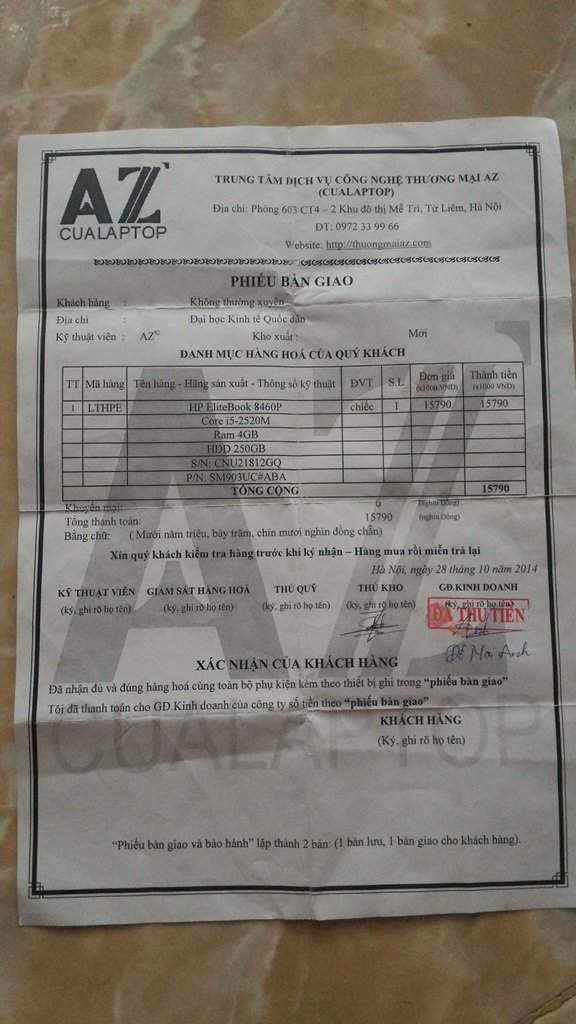 AZ
CUALAPTOP
TRUNG TÂM DỊCH VỤ CÔNG NGHỆ THƯƠNG MẠI AZ
(CUALAPTOP)
Địa chỉ: Phòng 603 CT4 – 2 Khu đô thị Mễ Trì, Từ Liêm, Hà Nội
ĐT: 0972 33 99 66
Website: http://thuongmaiaz.com
PHIẾU BÀN GIAO
Khách hàng : Không thường xuyên
Địa chỉ : Đại học Kinh tế Quốc dân
Kỹ thuật viên : AZ Kho xuất: Mới
DANH MỤC HÀNG HOÁ CỦA QUÝ KHÁCH
TT Mã hàng Tên hàng - Hãng sản xuất - Thông số kỹ thuật ĐVT S.L Đơn giá (x1000 VND) Thành tiền (x1000 VND)
1 LTHPE HP EliteBook 8460P chiếc 1 15790 15790
Core i5-2520M
Ram 4GB
HDD 250GB
S/N: CNU21812GQ
P/N: SM903UC#ABA
TỔNG CỘNG 15790
Khuyến mại: 0 (nghìn Đồng)
Tổng thanh toán: 15790 (nghìn Đồng)
Bằng chữ: ( Mười năm triệu, bảy trăm, chín mươi nghìn đồng chẵn)
Xin quý khách kiểm tra hàng trước khi ký nhận – Hàng mua rồi miễn trả lại
Hà Nội, ngày 28 tháng 10 năm 2014
KỸ THUẬT VIÊN GIÁM SÁT HÀNG HOÁ THỦ QUỸ THỦ KHO GĐ.KINH DOANH
(ký, ghi rõ họ tên) (ký, ghi rõ họ tên) (ký, ghi rõ họ tên) (ký, ghi rõ họ tên) (ký, ghi rõ họ tên)
ĐÃ THU TIỀN
Đỗ Mai Anh
XÁC NHẬN CỦA KHÁCH HÀNG
Đã nhận đủ và đúng hàng hoá cùng toàn bộ phụ kiện kèm theo thiết bị ghi trong “phiếu bàn giao”
Tôi đã thanh toán cho GĐ.Kinh doanh của công ty số tiền theo “phiếu bàn giao”
KHÁCH HÀNG
(Ký, ghi rõ họ tên)
AZ
CUALAPTOP
“Phiếu bàn giao và bảo hành” lập thành 2 bản: (1 bản lưu, 1 bản giao cho khách hàng).